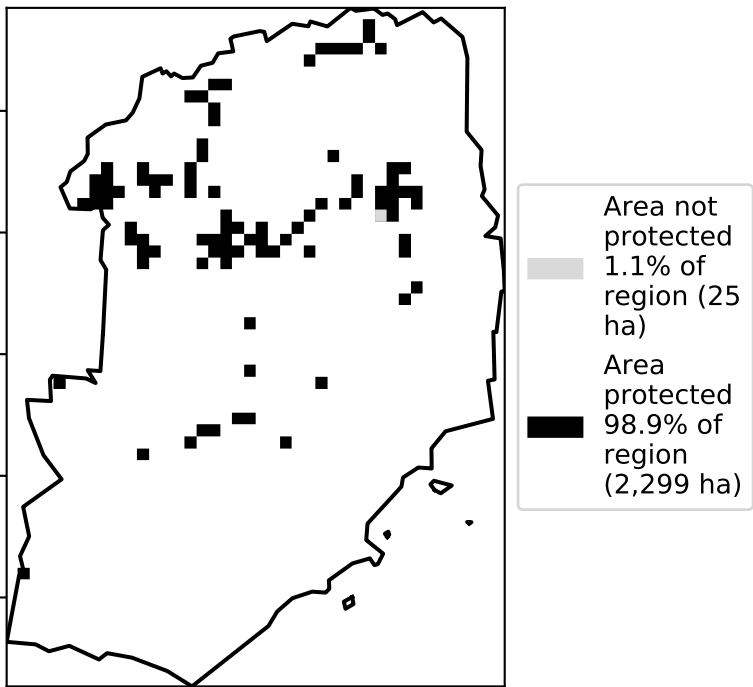 Area not
protected
1.1% of
region (25
ha)
Area
protected
98.9% of
region
(2,299 ha)